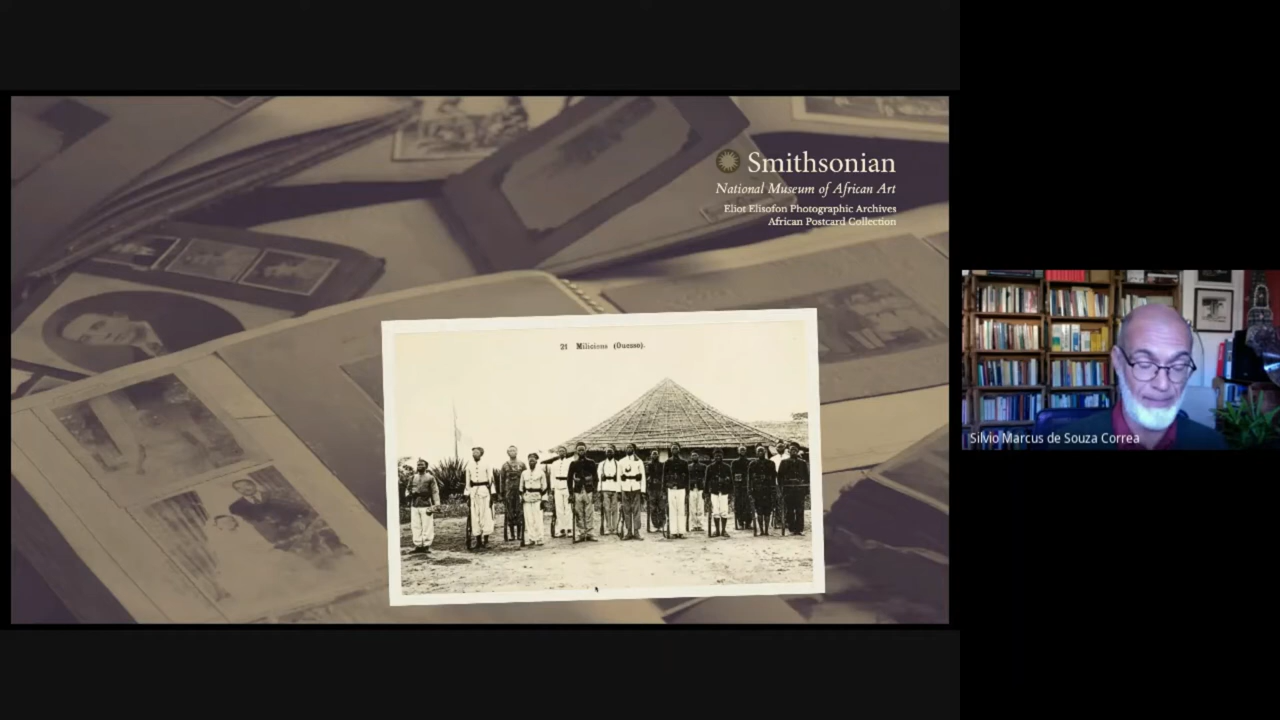 Smithsonian
National Museum of African Art
Eliot Elisofon Photographic Archives
African Postcard Collection
21 Miliciens (Ouesso).
Silvio Marcus de Souza Correa